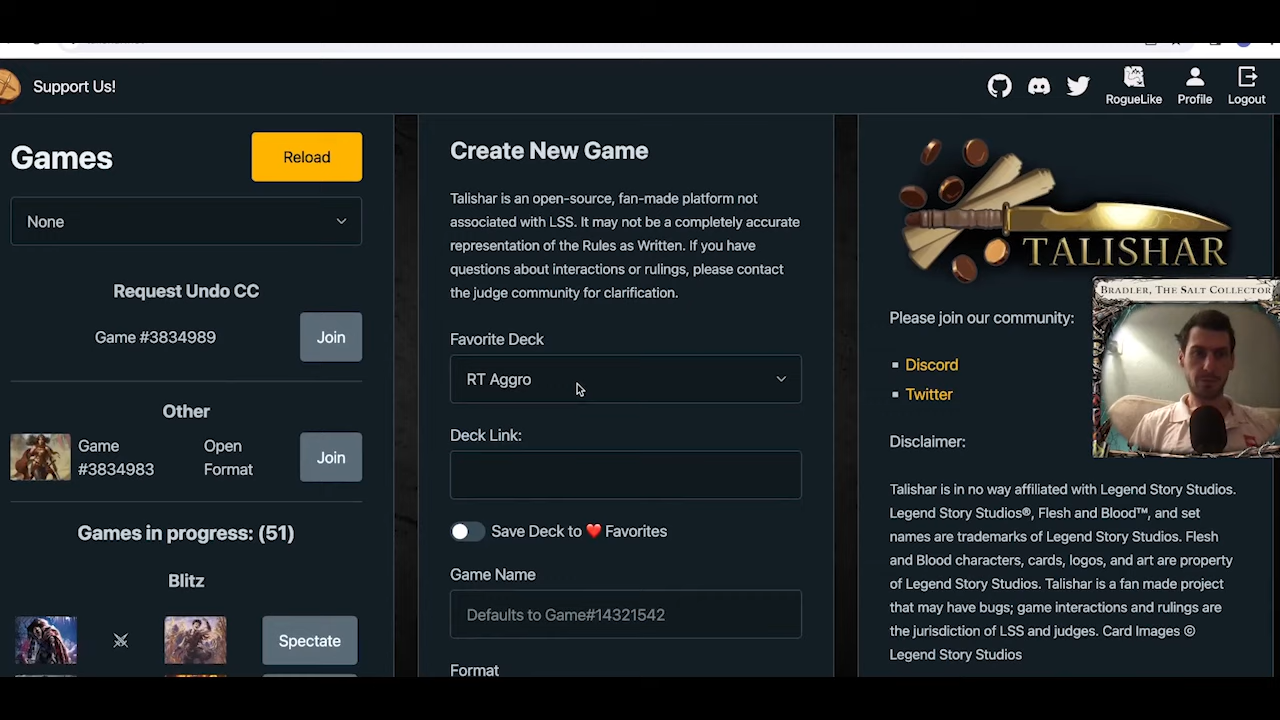 Support Us!
RogueLike
Profile
Logout
Games
Reload
None
Request Undo CC
Game #3834989
Join
Other
Game
#3834983
Open
Format
Join
Games in progress: (51)
Blitz
Spectate
Create New Game
Talishar is an open-source, fan-made platform not
associated with LSS. It may not be a completely accurate
representation of the Rules as Written. If you have
questions about interactions or rulings, please contact
the judge community for clarification.
Favorite Deck
RT Aggro
Deck Link:
Save Deck to ❤️ Favorites
Game Name
Defaults to Game#14321542
Format
TALISHAR
Bradler, The Salt Collector
Please join our community:
Discord
Twitter
Disclaimer:
Talishar is in no way affiliated with Legend Story Studios.
Legend Story Studios®, Flesh and Blood™, and set
names are trademarks of Legend Story Studios. Flesh
and Blood characters, cards, logos, and art are property
of Legend Story Studios. Talishar is a fan made project
that may have bugs; game interactions and rulings are
the jurisdiction of LSS and judges. Card Images ©
Legend Story Studios